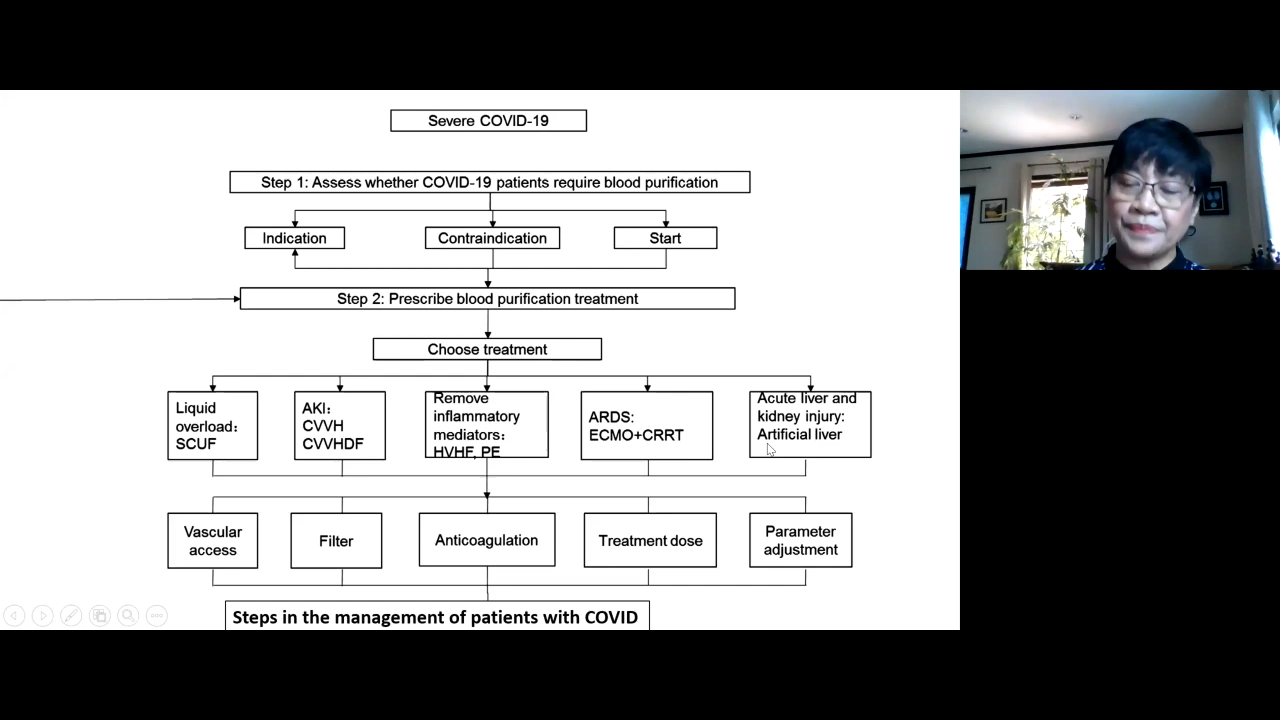 Severe COVID-19
Step 1: Assess whether COVID-19 patients require blood purification
Indication
Contraindication
Start
Step 2: Prescribe blood purification treatment
Choose treatment
Liquid
overload:
SCUF
AKI:
CVVH
CVVHDF
Remove
inflammatory
mediators:
HVHF, PE
ARDS:
ECMO+CRRT
Acute liver and
kidney injury:
Artificial liver
Vascular
access
Filter
Anticoagulation
Treatment dose
Parameter
adjustment
Steps in the management of patients with COVID